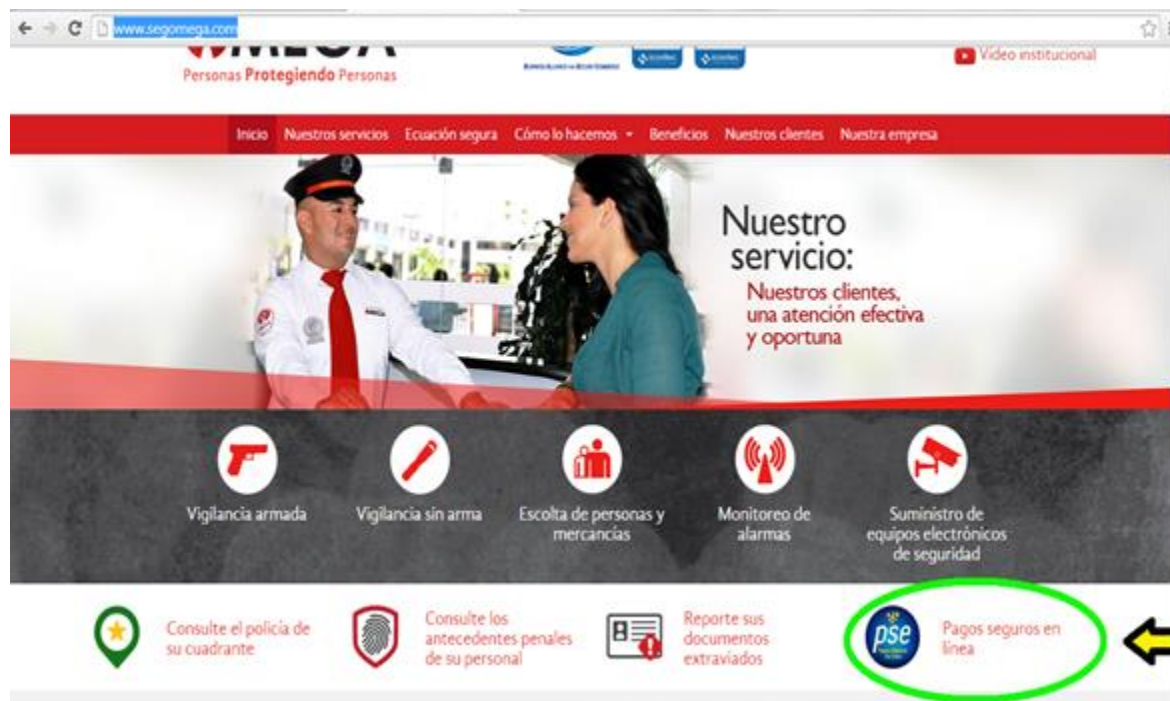 www.segomega.com
MEGA
Personas Protegiendo Personas
Video institucional
Inicio Nuestros servicios Ecuación segura Cómo lo hacemos Beneficios Nuestros clientes Nuestra empresa
Nuestro
servicio:
Nuestros clientes,
una atención efectiva
y oportuna
Vigilancia armada
Vigilancia sin arma
Escolta de personas y
mercancías
Monitoreo de
alarmas
Suministro de
equipos electrónicos
de seguridad
Consulte el policía de
su cuadrante
Consulte los
antecedentes penales
de su personal
Reporte sus
documentos
extraviados
pse
Pagos seguros en
línea